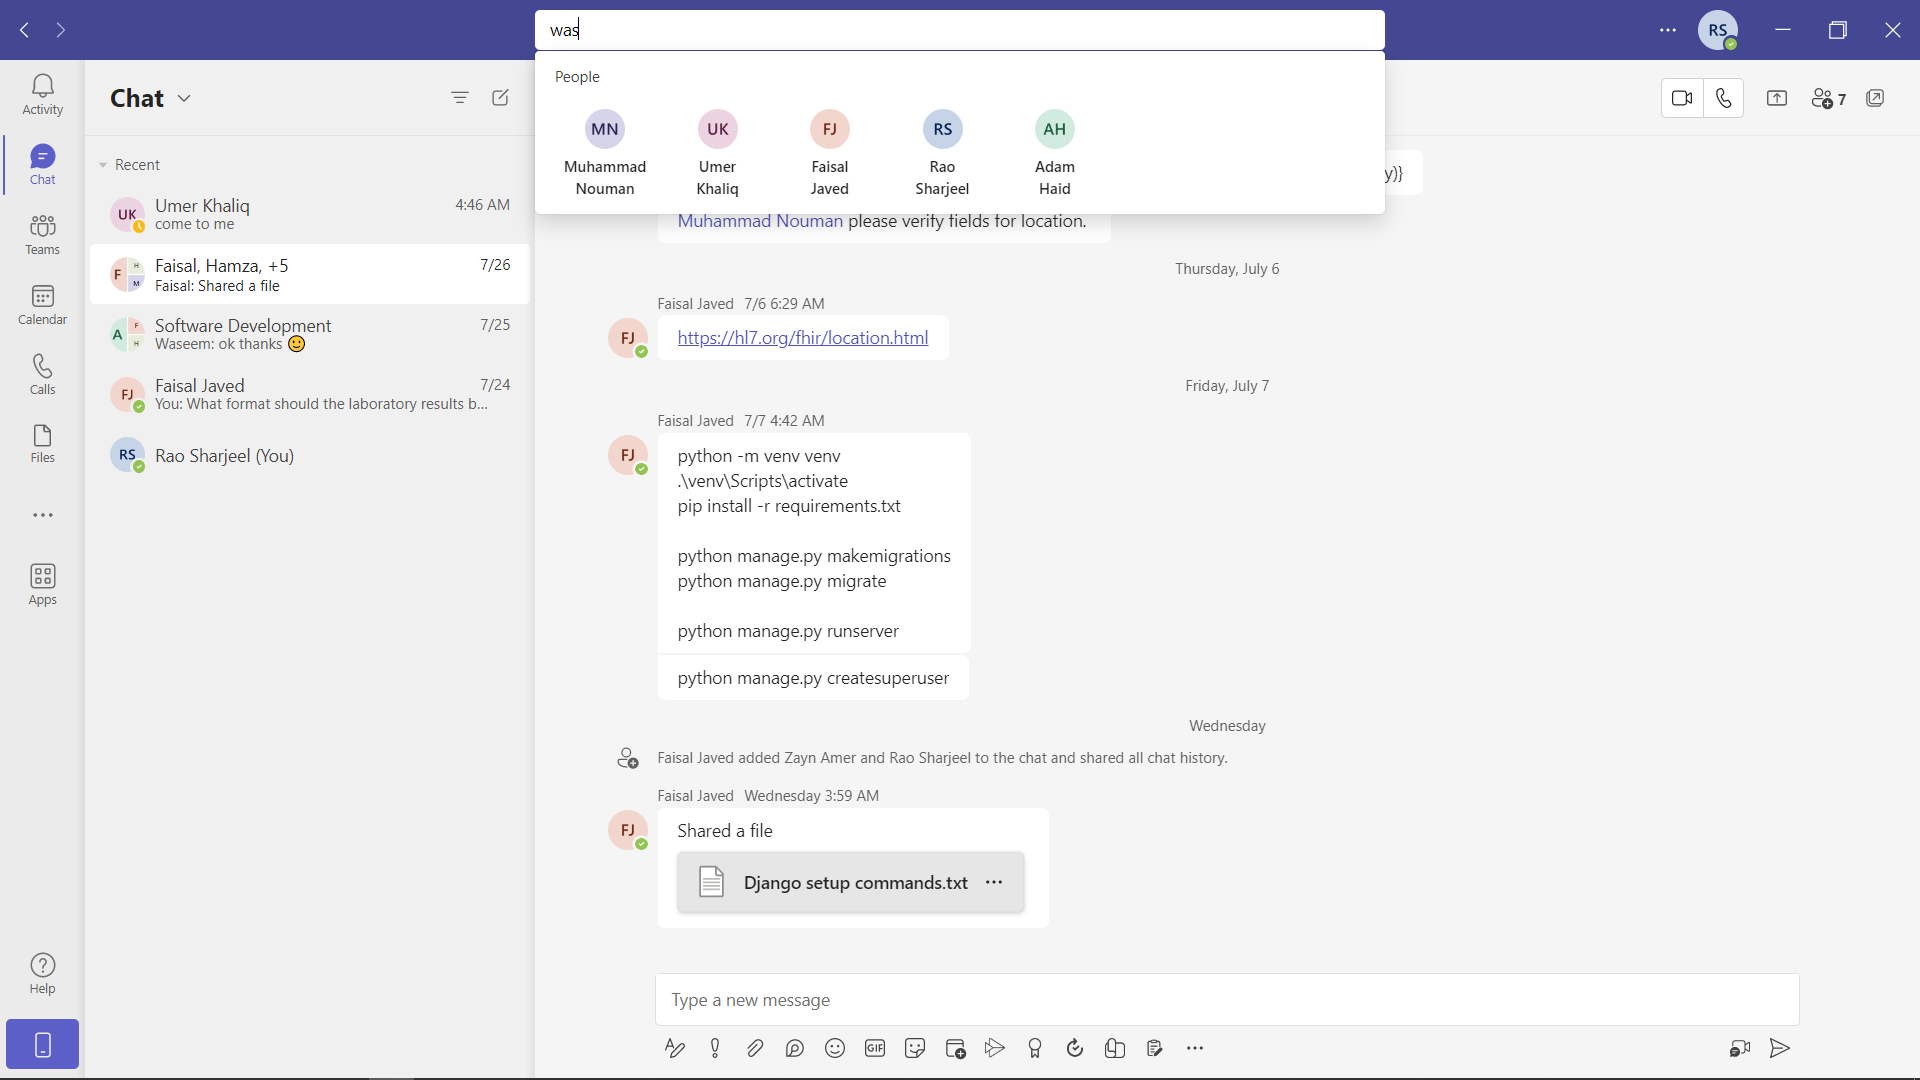 was
RS
People
MN
UK
FJ
RS
AH
Muhammad Nouman
Umer Khaliq
Faisal Javed
Rao Sharjeel
Adam Haid
Activity
Chat
Teams
Calendar
Calls
Files
Apps
Help
Chat
Recent
UK
Umer Khaliq
4:46 AM
come to me
F
H
M
Faisal, Hamza, +5
7/26
Faisal: Shared a file
A
F
H
Software Development
7/25
Waseem: ok thanks 🙂
FJ
Faisal Javed
7/24
You: What format should the laboratory results b...
RS
Rao Sharjeel (You)
7
y)}
Muhammad Nouman please verify fields for location.
Thursday, July 6
Faisal Javed 7/6 6:29 AM
FJ
https://hl7.org/fhir/location.html
Friday, July 7
Faisal Javed 7/7 4:42 AM
FJ
python -m venv venv
.\venv\Scripts\activate
pip install -r requirements.txt
python manage.py makemigrations
python manage.py migrate
python manage.py runserver
python manage.py createsuperuser
Wednesday
Faisal Javed added Zayn Amer and Rao Sharjeel to the chat and shared all chat history.
Faisal Javed Wednesday 3:59 AM
FJ
Shared a file
Django setup commands.txt
Type a new message
GIF